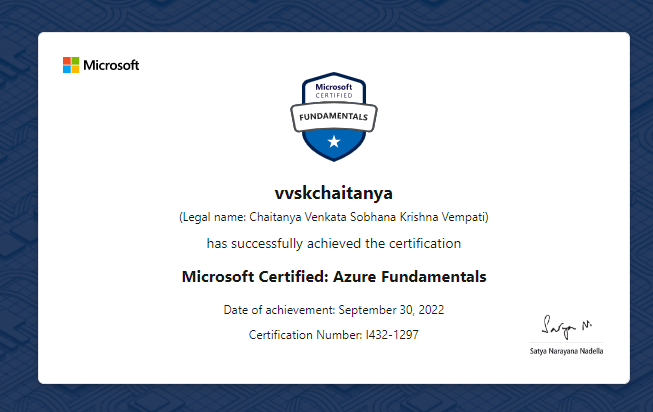 Microsoft
Microsoft
CERTIFIED
FUNDAMENTALS
vvskchaitanya
(Legal name: Chaitanya Venkata Sobhana Krishna Vempati)
has successfully achieved the certification
Microsoft Certified: Azure Fundamentals
Date of achievement: September 30, 2022
Certification Number: I432-1297
Satya N.
Satya Narayana Nadella